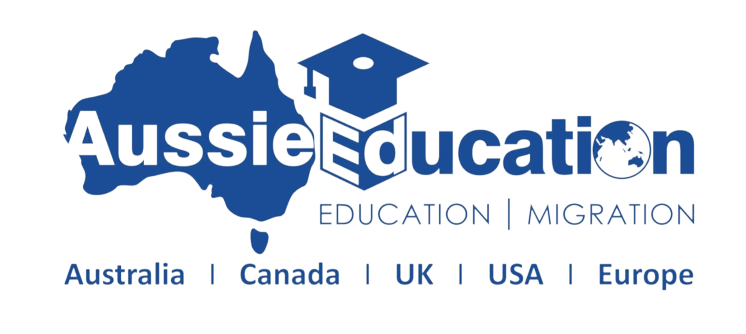 AussieEducation
EDUCATION | MIGRATION
Australia | Canada | UK | USA | Europe